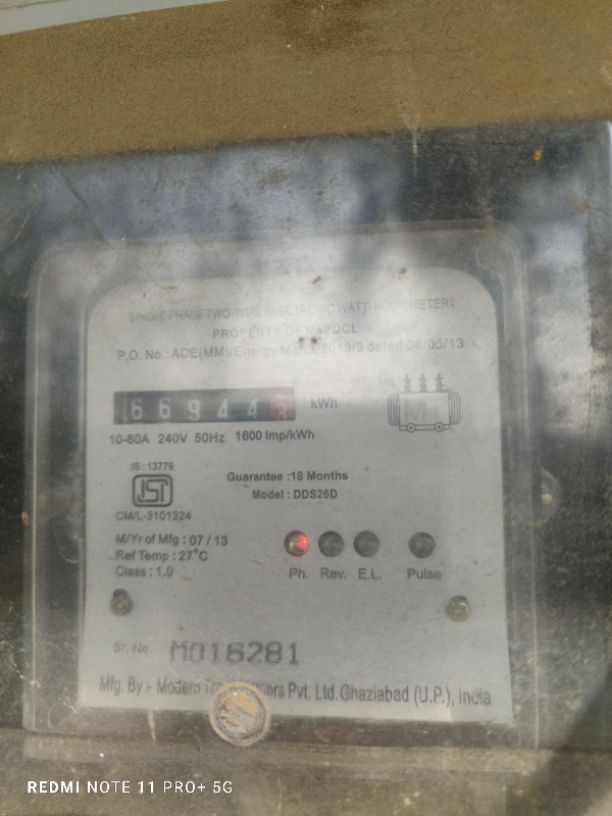 SINGLE PHASE TWO-WIRE ELECTRONIC WATT-HOUR METER
PROPERTY OF
P.O. No.: /Energy dated 08/05/13
66944 kWh
10-60A 240V 50Hz 1600 Imp/kWh
MT
IS : 13779
ISI
CM/L-3101324
Guarantee :18 Months
Model : DDS26D
M/Yr of Mfg : 07 / 13
Ref Temp : 27°C
Class : 1.0
Ph. Rev. E.L. Pulse
Sr. No. M016281
Mfg. By :- Modern Pvt. Ltd. Ghaziabad (U.P.), India
REDMI NOTE 11 PRO+ 5G